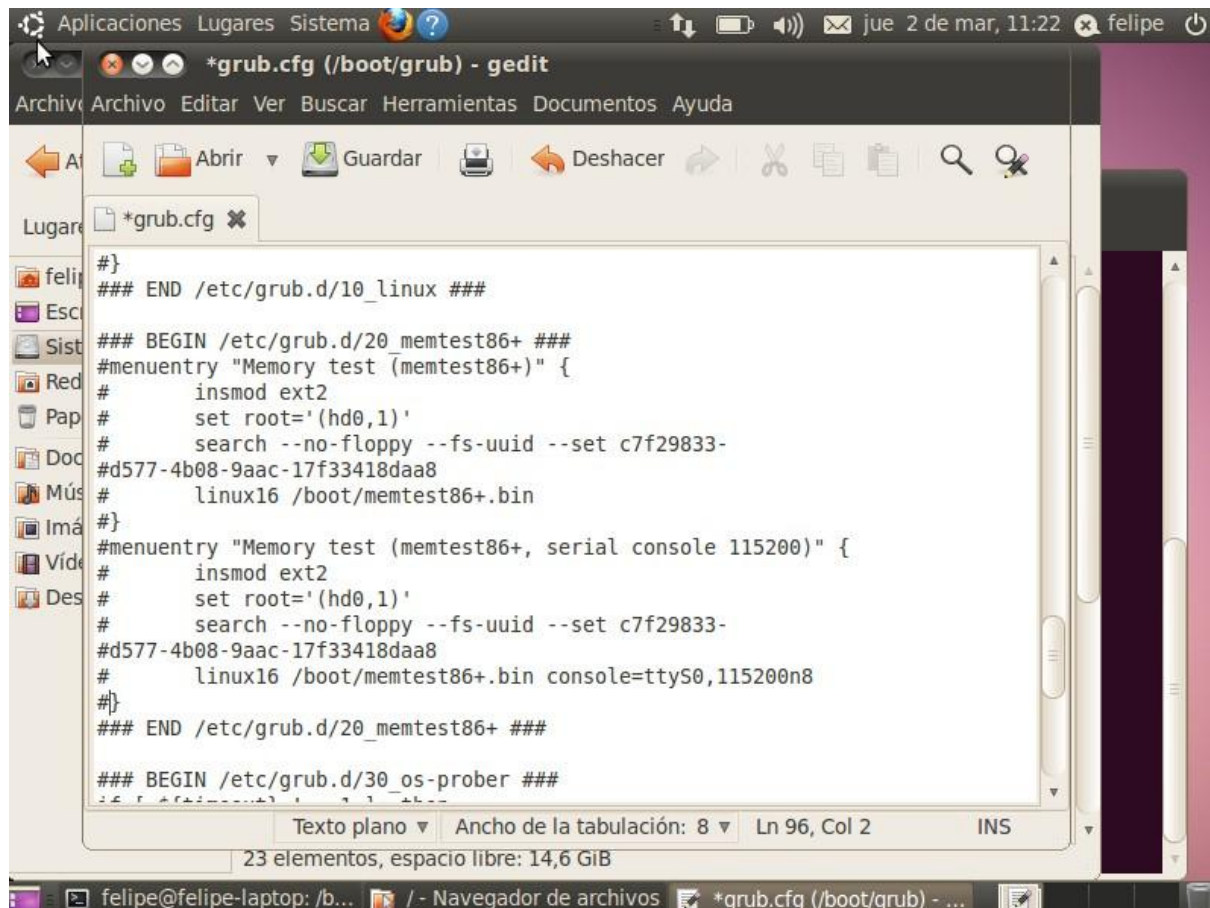 Aplicaciones Lugares Sistema ? jue 2 de mar, 11:22 felipe
*grub.cfg (/boot/grub) - gedit
Archivo Editar Ver Buscar Herramientas Documentos Ayuda
Abrir Guardar Deshacer
*grub.cfg
#}
### END /etc/grub.d/10_linux ###
### BEGIN /etc/grub.d/20_memtest86+ ###
#menuentry "Memory test (memtest86+)" {
# insmod ext2
# set root='(hd0,1)'
# search --no-floppy --fs-uuid --set c7f29833-
#d577-4b08-9aac-17f33418daa8
# linux16 /boot/memtest86+.bin
#}
#menuentry "Memory test (memtest86+, serial console 115200)" {
# insmod ext2
# set root='(hd0,1)'
# search --no-floppy --fs-uuid --set c7f29833-
#d577-4b08-9aac-17f33418daa8
# linux16 /boot/memtest86+.bin console=ttyS0,115200n8
#}
### END /etc/grub.d/20_memtest86+ ###
### BEGIN /etc/grub.d/30_os-prober ###
Texto plano Ancho de la tabulación: 8 Ln 96, Col 2 INS
23 elementos, espacio libre: 14,6 GiB
felipe@felipe-laptop: /b... / - Navegador de archivos *grub.cfg (/boot/grub) - ...